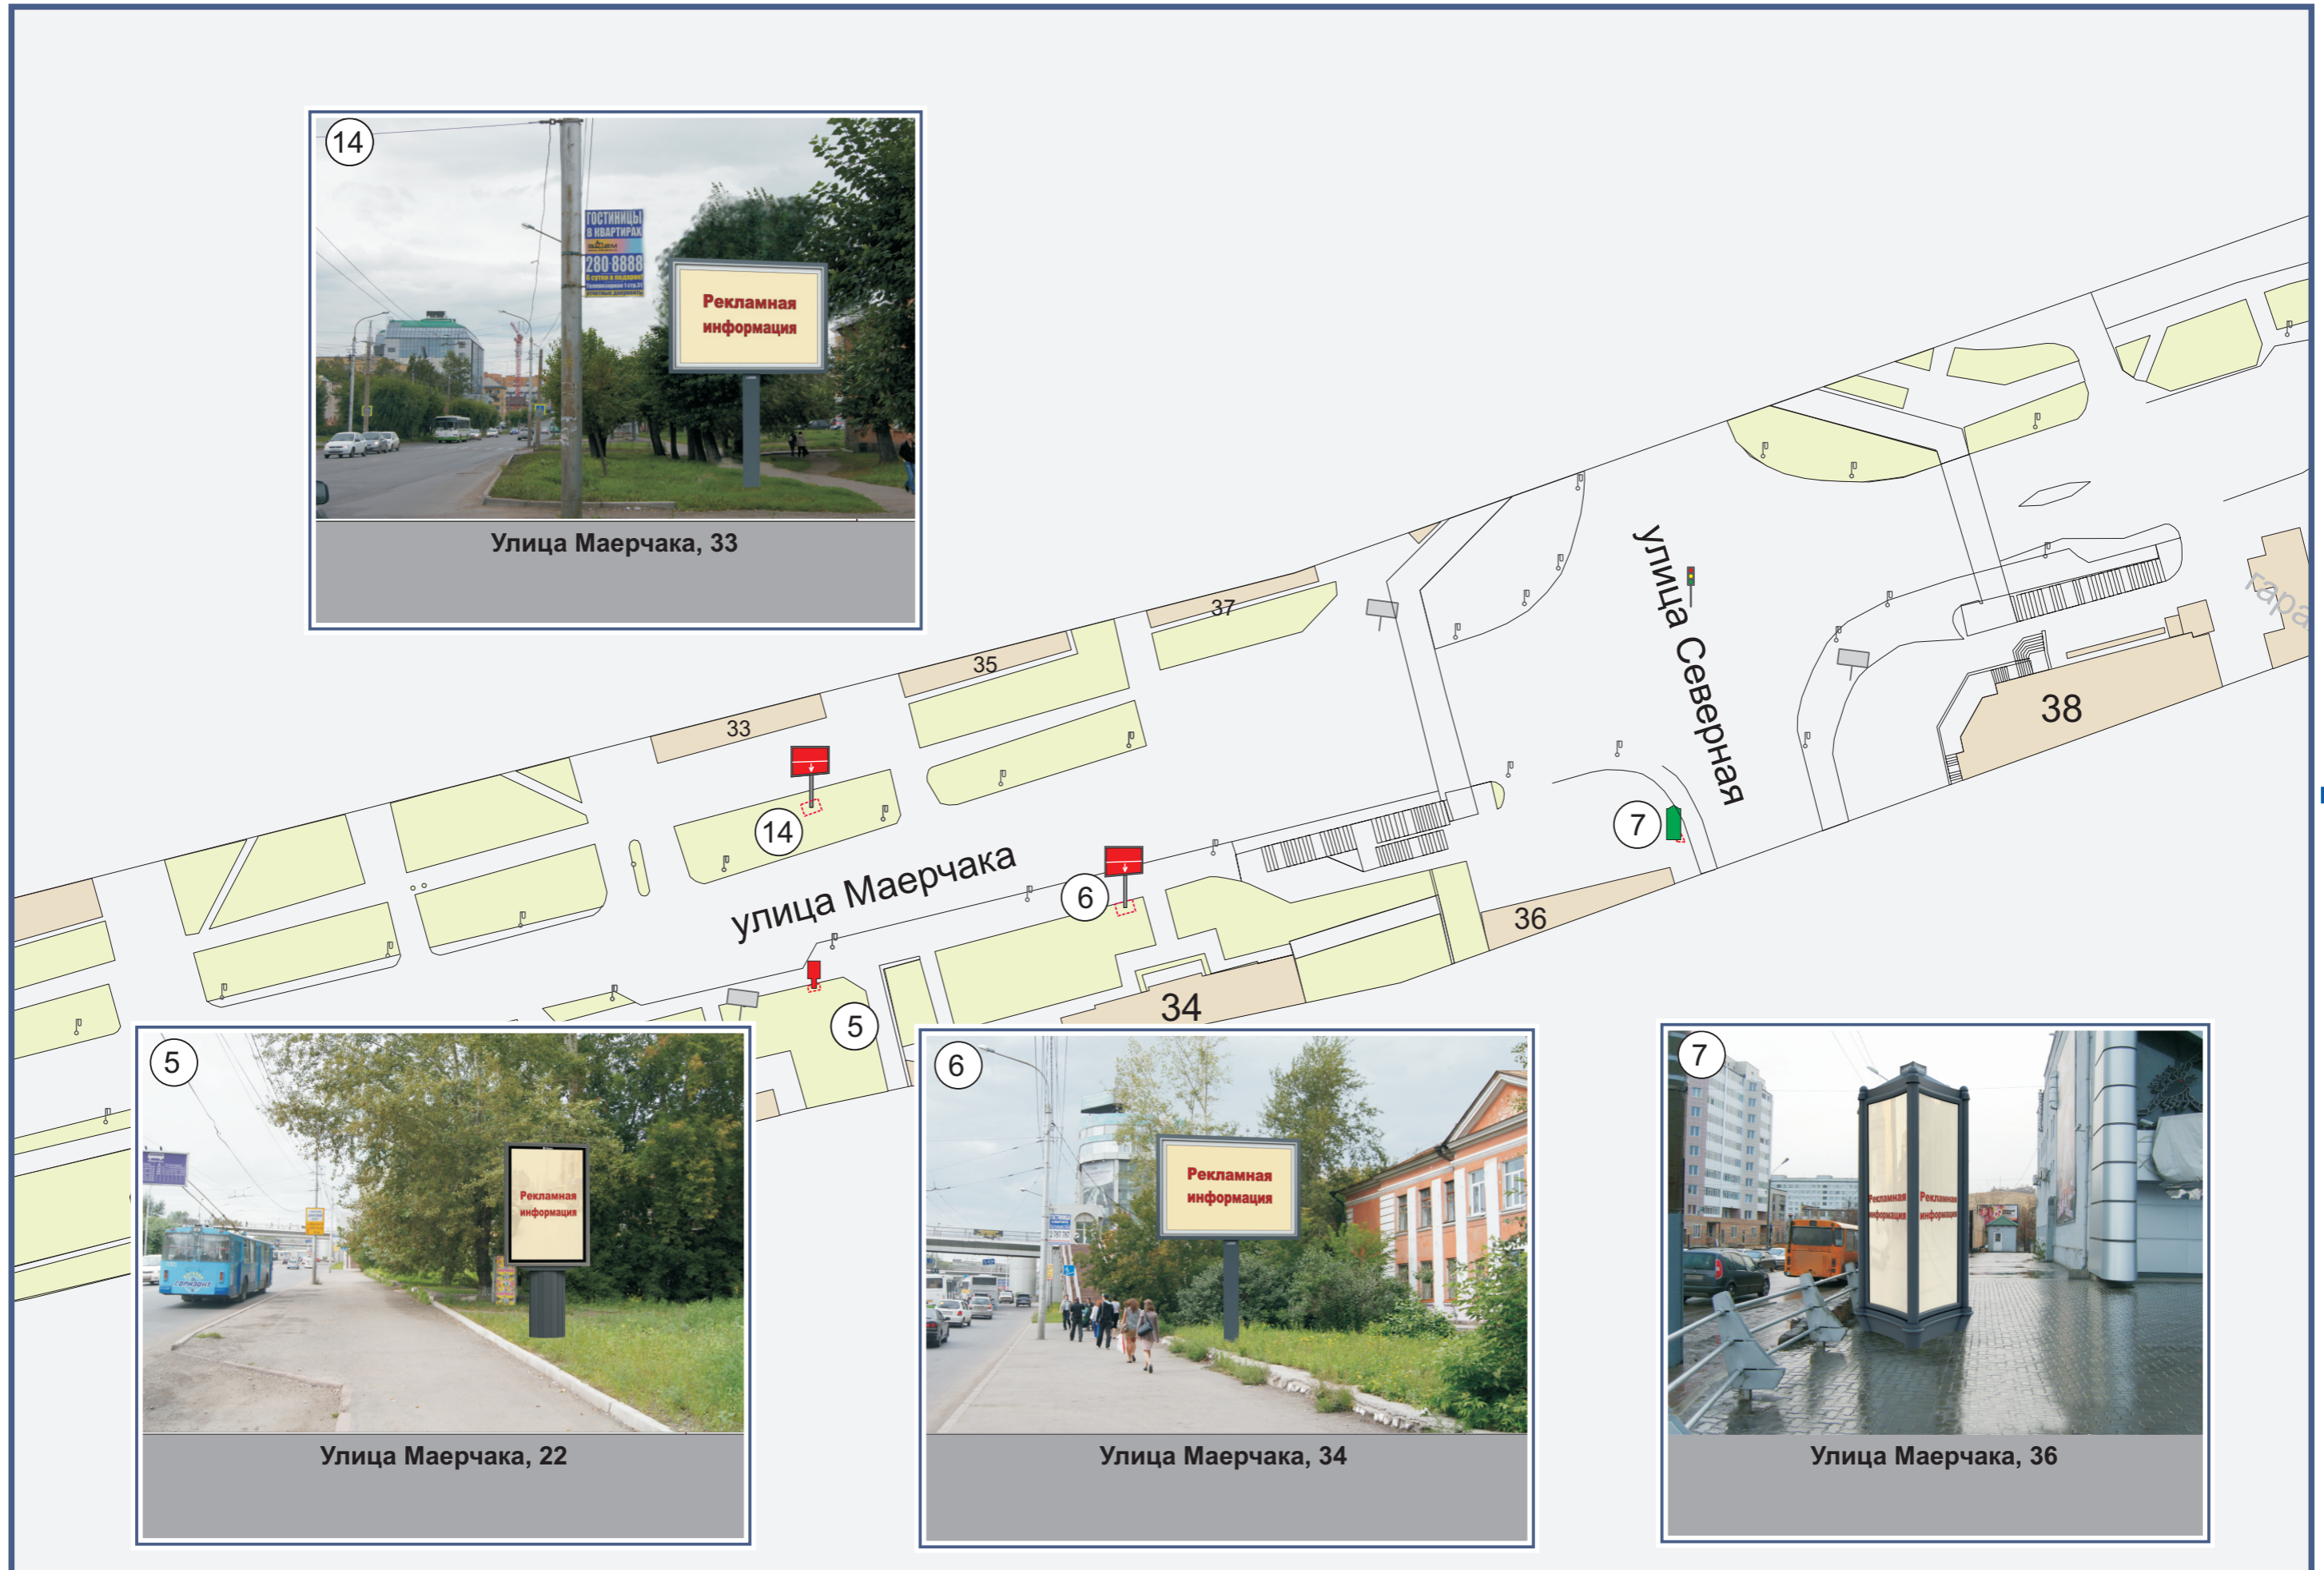 14
ГОСТИНИЦЫ
В КВАРТИРАХ
280-8888
Рекламная
информация
Улица Маерчака, 33
37
35
33
14
улица Маерчака
6
5
улица Северная
7
38
36
34
гара
5
ГОРИЗОНТ
Рекламная
информация
Улица Маерчака, 22
6
Рекламная
информация
Улица Маерчака, 34
7
Рекламная
информация
Рекламная
информация
Улица Маерчака, 36